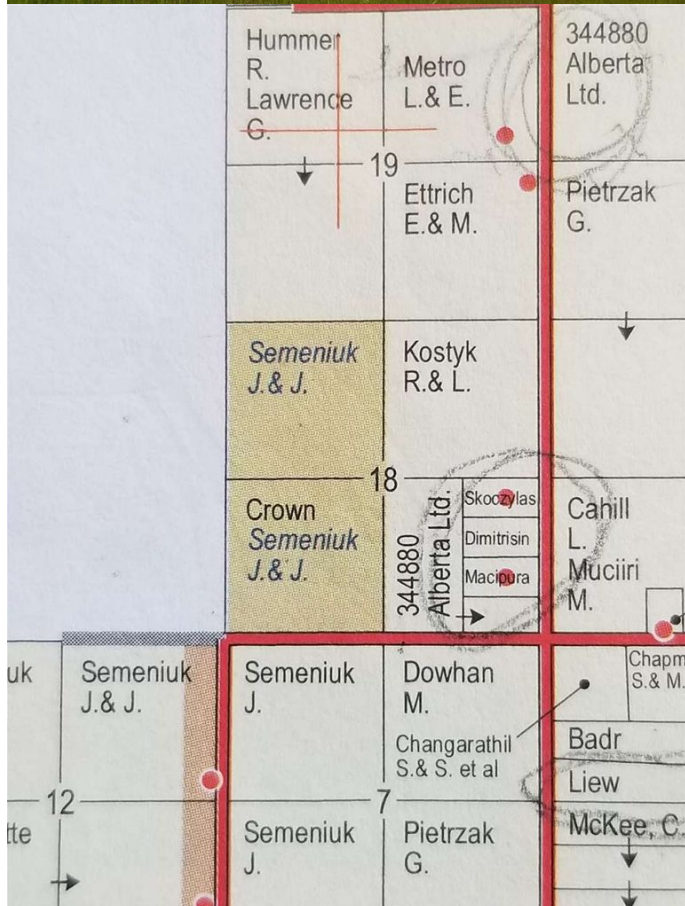 Hummer
R.
Lawrence
G.
Metro
L.& E.
344880
Alberta
Ltd.
19
Ettrich
E.& M.
Pietrzak
G.
Semeniuk
J.& J.
Kostyk
R.& L.
18
Crown
Semeniuk
J.& J.
344880
Alberta Ltd.
Skoczylas
Dimitrisin
Macipura
Cahill
L.
Muciiri
M.
uk
Semeniuk
J.& J.
Semeniuk
J.
Dowhan
M.
Changarathil
S.& S. et al
Chapm
S.& M.
Badr
Liew
McKee, C.
12
7
tte
Semeniuk
J.
Pietrzak
G.